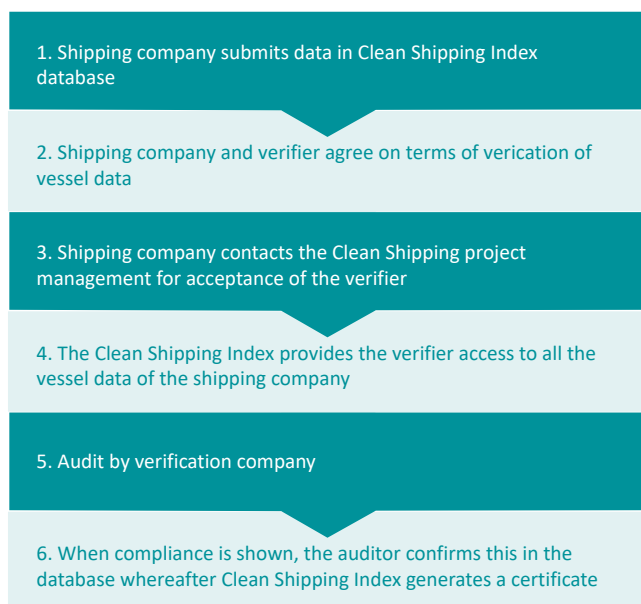 1. Shipping company submits data in Clean Shipping Index
database
2. Shipping company and verifier agree on terms of verication of
vessel data
3. Shipping company contacts the Clean Shipping project
management for acceptance of the verifier
4. The Clean Shipping Index provides the verifier access to all the
vessel data of the shipping company
5. Audit by verification company
6. When compliance is shown, the auditor confirms this in the
database whereafter Clean Shipping Index generates a certificate